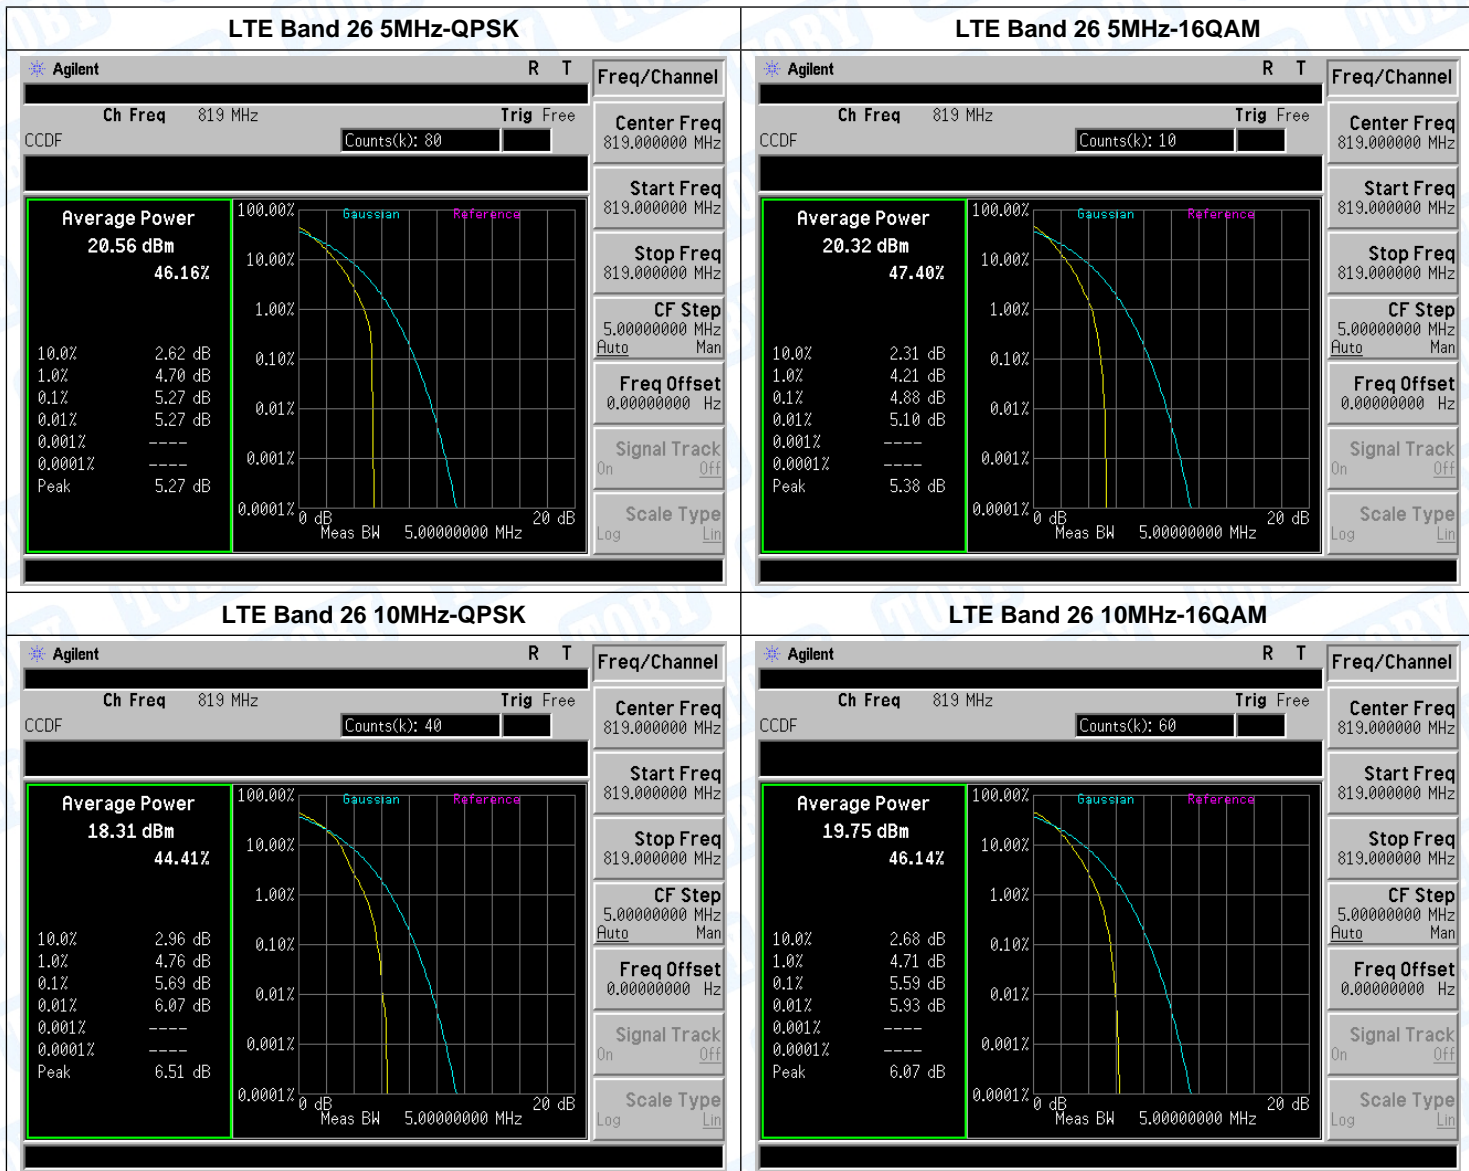 LTE Band 26 5MHz-QPSK
Agilent R T
Ch Freq 819 MHz Trig Free
CCDF Counts(k): 80
Average Power
20.56 dBm
46.16%
10.0% 2.62 dB
1.0% 4.70 dB
0.1% 5.27 dB
0.01% 5.27 dB
0.001% ----
0.0001% ----
Peak 5.27 dB
Gaussian Reference
100.00%
10.00%
1.00%
0.10%
0.01%
0.001%
0.0001%
0 dB 20 dB
Meas BW 5.00000000 MHz
Freq/Channel
Center Freq
819.000000 MHz
Start Freq
819.000000 MHz
Stop Freq
819.000000 MHz
CF Step
5.00000000 MHz
Auto Man
Freq Offset
0.00000000 Hz
Signal Track
On Off
Scale Type
Log Lin
LTE Band 26 5MHz-16QAM
Agilent R T
Ch Freq 819 MHz Trig Free
CCDF Counts(k): 10
Average Power
20.32 dBm
47.40%
10.0% 2.31 dB
1.0% 4.21 dB
0.1% 4.88 dB
0.01% 5.10 dB
0.001% ----
0.0001% ----
Peak 5.38 dB
Gaussian Reference
100.00%
10.00%
1.00%
0.10%
0.01%
0.001%
0.0001%
0 dB 20 dB
Meas BW 5.00000000 MHz
Freq/Channel
Center Freq
819.000000 MHz
Start Freq
819.000000 MHz
Stop Freq
819.000000 MHz
CF Step
5.00000000 MHz
Auto Man
Freq Offset
0.00000000 Hz
Signal Track
On Off
Scale Type
Log Lin
LTE Band 26 10MHz-QPSK
Agilent R T
Ch Freq 819 MHz Trig Free
CCDF Counts(k): 40
Average Power
18.31 dBm
44.41%
10.0% 2.96 dB
1.0% 4.76 dB
0.1% 5.69 dB
0.01% 6.07 dB
0.001% ----
0.0001% ----
Peak 6.51 dB
Gaussian Reference
100.00%
10.00%
1.00%
0.10%
0.01%
0.001%
0.0001%
0 dB 20 dB
Meas BW 5.00000000 MHz
Freq/Channel
Center Freq
819.000000 MHz
Start Freq
819.000000 MHz
Stop Freq
819.000000 MHz
CF Step
5.00000000 MHz
Auto Man
Freq Offset
0.00000000 Hz
Signal Track
On Off
Scale Type
Log Lin
LTE Band 26 10MHz-16QAM
Agilent R T
Ch Freq 819 MHz Trig Free
CCDF Counts(k): 60
Average Power
19.75 dBm
46.14%
10.0% 2.68 dB
1.0% 4.71 dB
0.1% 5.59 dB
0.01% 5.93 dB
0.001% ----
0.0001% ----
Peak 6.07 dB
Gaussian Reference
100.00%
10.00%
1.00%
0.10%
0.01%
0.001%
0.0001%
0 dB 20 dB
Meas BW 5.00000000 MHz
Freq/Channel
Center Freq
819.000000 MHz
Start Freq
819.000000 MHz
Stop Freq
819.000000 MHz
CF Step
5.00000000 MHz
Auto Man
Freq Offset
0.00000000 Hz
Signal Track
On Off
Scale Type
Log Lin